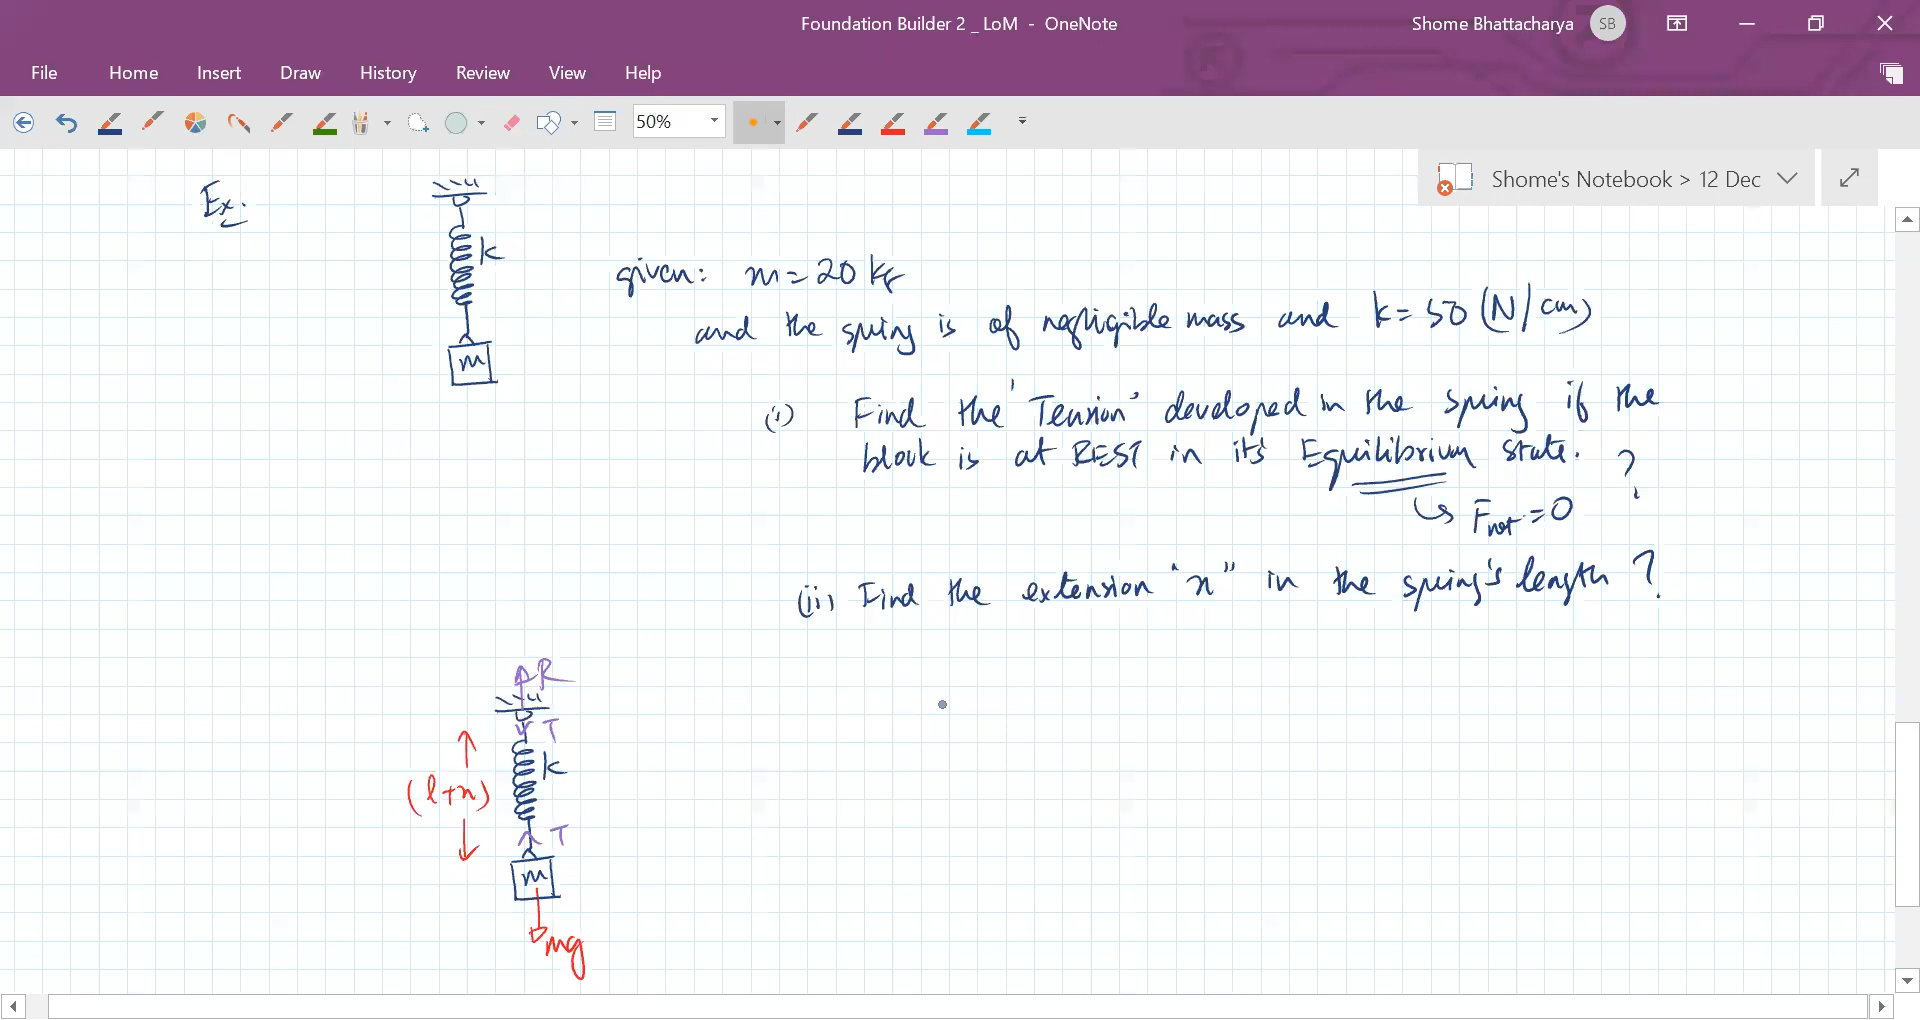 Foundation Builder 2 _ LoM - OneNote
Shome Bhattacharya SB
File Home Insert Draw History Review View Help
50%
Shome's Notebook > 12 Dec
Ex.
k
m
given: m = 20 kg
and the spring is of negligible mass and k = 50 (N/cm)
(i) Find the 'Tension' developed in the spring if the
block is at REST in it's Equilibrium state. ?
↳ Fnet = 0
(ii) Find the extension "x" in the spring's length ?
R
T
k
(l+x)
T
m
mg